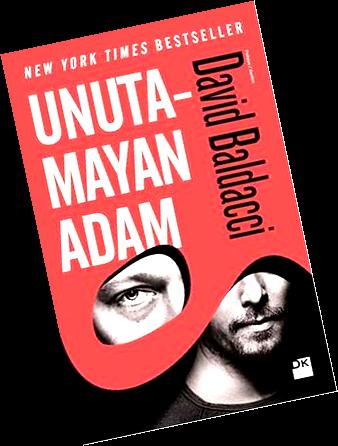 NEW YORK TIMES BESTSELLER
UNUTA-
MAYAN
ADAM
David Baldacci
DK